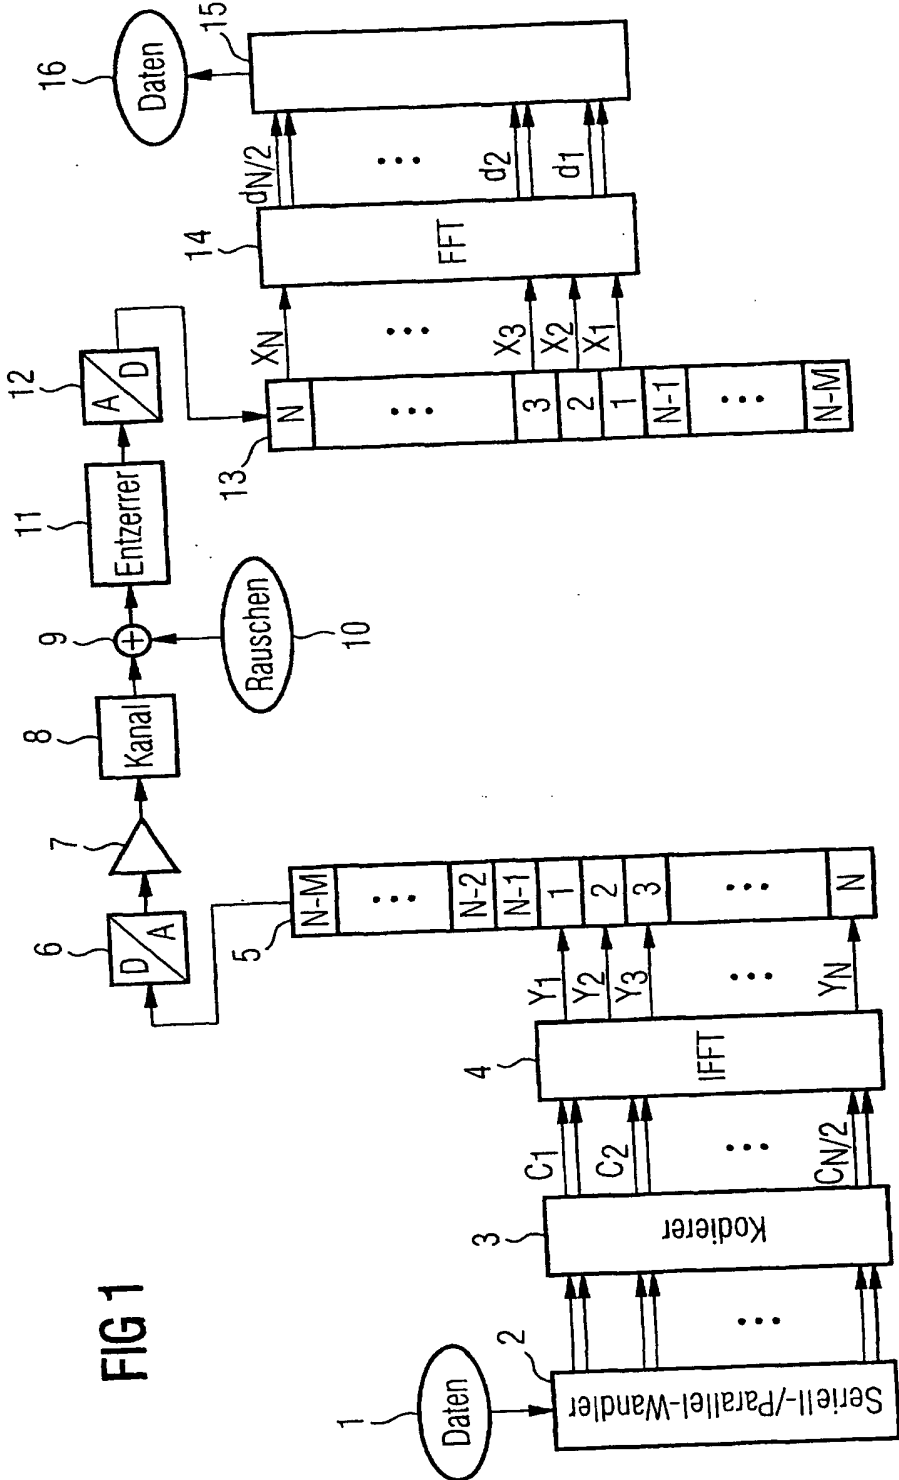 FIG 1
1
Daten
2
Seriell-/Parallel-Wandler
3
Kodierer
C1
C2
CN/2
4
IFFT
Y1
Y2
Y3
YN
5
N-M
N-2
N-1
1
2
3
N
6
D
A
7
8
Kanal
9
+
10
Rauschen
11
Entzerrer
12
A
D
13
N
3
2
1
N-1
N-M
XN
X3
X2
X1
14
FFT
dN/2
d2
d1
15
16
Daten